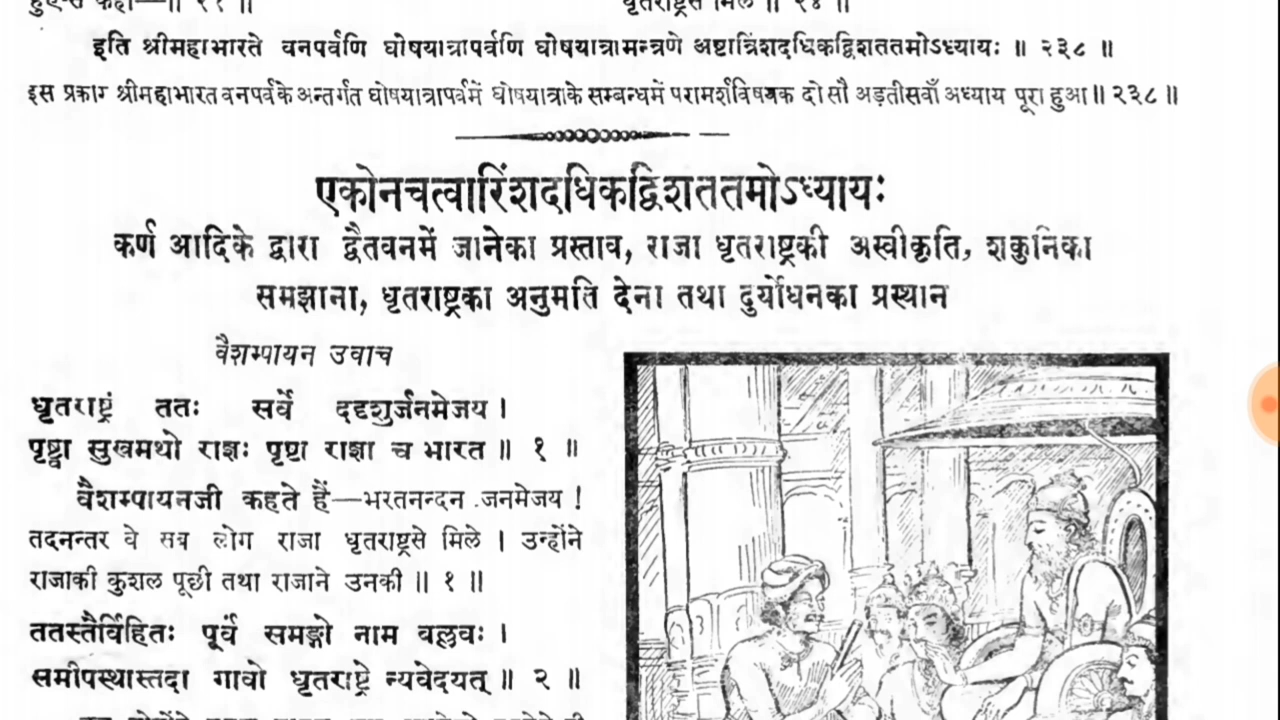 धृतराष्ट्रसे मिले ॥ २४ ॥
इति श्रीमहाभारते वनपर्वणि घोषयात्रापर्वणि घोषयात्रामन्त्रणे अष्टात्रिंशदधिकद्विशततमोऽध्यायः ॥ २३८ ॥
इस प्रकार श्रीमहाभारत वनपर्वके अन्तर्गत घोषयात्रापर्वमें घोषयात्राके सम्बन्धमें परामर्शविषयक दो सौ अड़तीसवाँ अध्याय पूरा हुआ ॥ २३८ ॥
एकोनचत्वारिंशदधिकद्विशततमोऽध्यायः
कर्ण आदिके द्वारा द्वैतवनमें जानेका प्रस्ताव, राजा धृतराष्ट्रकी अस्वीकृति, शकुनिका
समझाना, धृतराष्ट्रका अनुमति देना तथा दुर्योधनका प्रस्थान
वैशम्पायन उवाच
धृतराष्ट्रं ततः सर्वे ददृशुर्जनमेजय ।
पृष्ट्वा सुखमथो राज्ञः पृष्टा राज्ञा च भारत ॥ १ ॥
वैशम्पायनजी कहते हैं—भरतनन्दन जनमेजय !
तदनन्तर वे सब लोग राजा धृतराष्ट्रसे मिले । उन्होंने
राजाकी कुशल पूछी तथा राजाने उनकी ॥ १ ॥
ततस्तैर्विहितः पूर्वं समङ्गो नाम वल्लवः ।
समीपस्थास्तदा गावो धृतराष्ट्रे न्यवेदयत् ॥ २ ॥